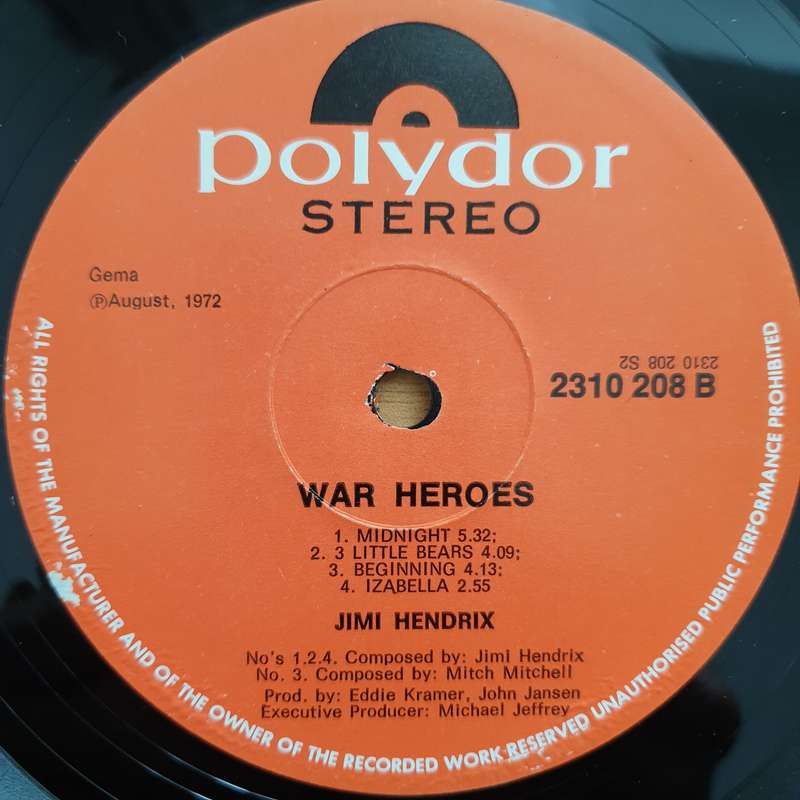 polydor
STEREO
Gema
ⓅAugust, 1972
2310 208 S2
2310 208 B
WAR HEROES
1. MIDNIGHT 5.32;
2. 3 LITTLE BEARS 4.09;
3. BEGINNING 4.13;
4. IZABELLA 2.55
JIMI HENDRIX
No's 1.2.4. Composed by: Jimi Hendrix
No. 3. Composed by: Mitch Mitchell
Prod. by: Eddie Kramer, John Jansen
Executive Producer: Michael Jeffrey
ALL RIGHTS OF THE MANUFACTURER AND OF THE OWNER OF THE RECORDED WORK RESERVED UNAUTHORISED PUBLIC PERFORMANCE PROHIBITED